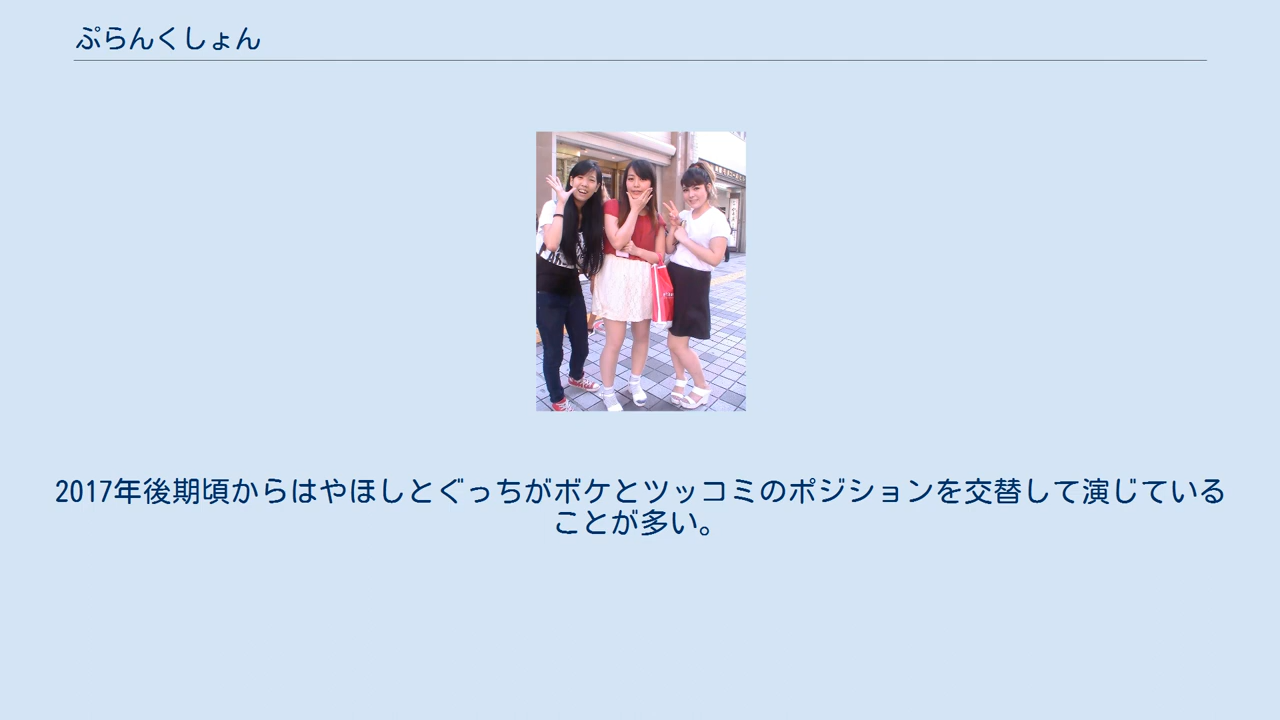 ぷらんくしょん
2017年後期頃からはやほしとぐっちがボケとツッコミのポジションを交替して演じている
ことが多い。